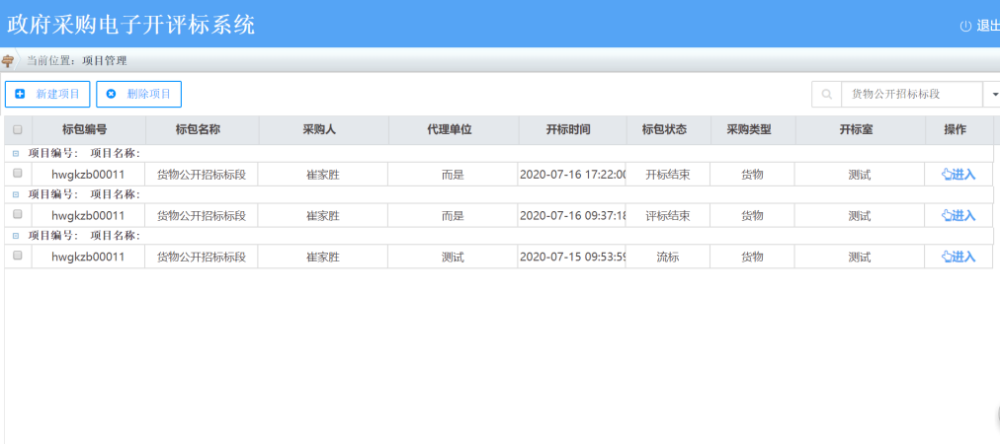 政府采购电子开评标系统
退出
当前位置：项目管理
新建项目 删除项目 货物公开招标标段
标包编号 标包名称 采购人 代理单位 开标时间 标包状态 采购类型 开标室 操作
项目编号： 项目名称：
hwgkzb00011 货物公开招标标段 崔家胜 而是 2020-07-16 17:22:00 开标结束 货物 测试 进入
项目编号： 项目名称：
hwgkzb00011 货物公开招标标段 崔家胜 而是 2020-07-16 09:37:18 评标结束 货物 测试 进入
项目编号： 项目名称：
hwgkzb00011 货物公开招标标段 崔家胜 测试 2020-07-15 09:53:59 流标 货物 测试 进入